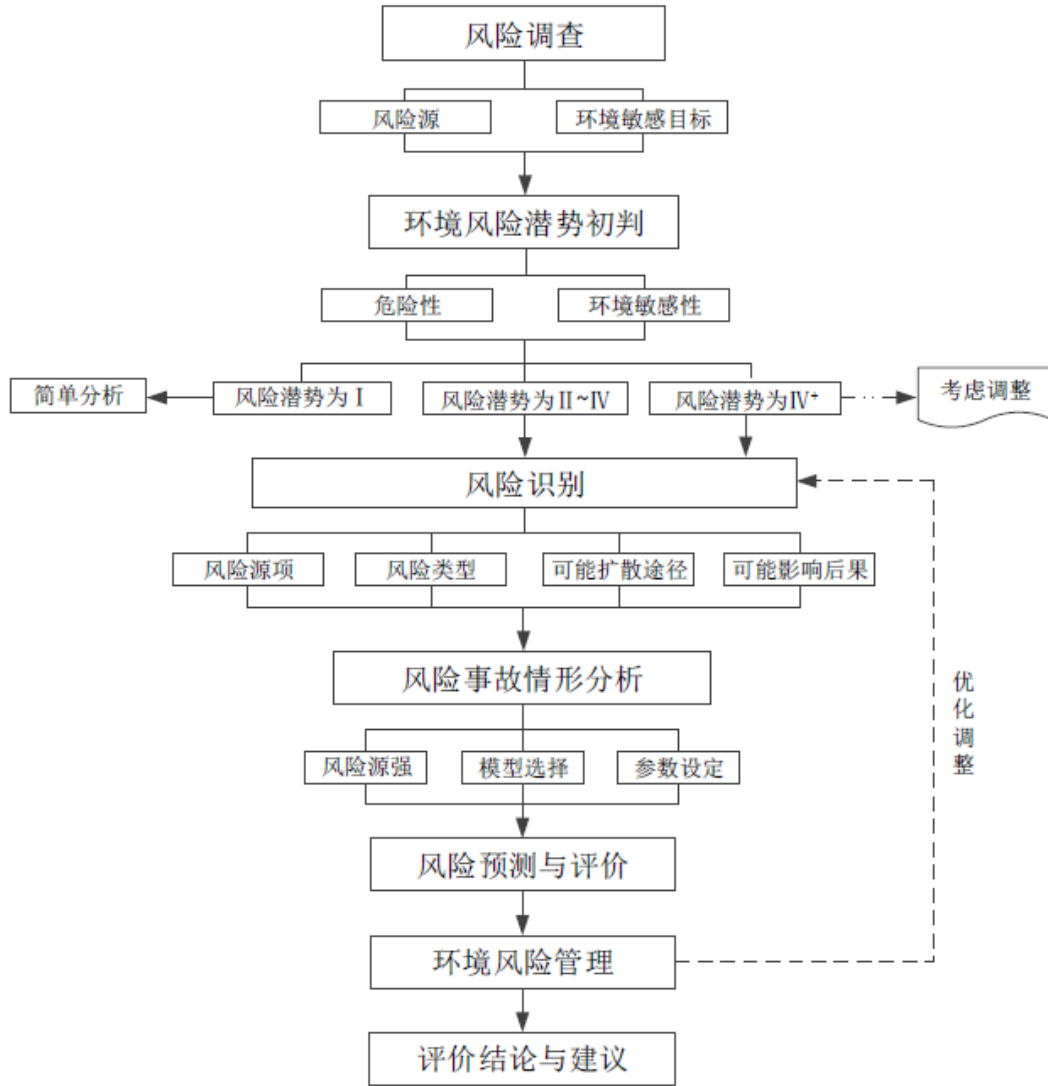 风险调查
风险源
环境敏感目标
环境风险潜势初判
危险性
环境敏感性
简单分析
风险潜势为Ⅰ
风险潜势为Ⅱ~Ⅳ
风险潜势为Ⅳ⁺
考虑调整
风险识别
风险源项
风险类型
可能扩散途径
可能影响后果
风险事故情形分析
优化调整
风险源强
模型选择
参数设定
风险预测与评价
环境风险管理
评价结论与建议